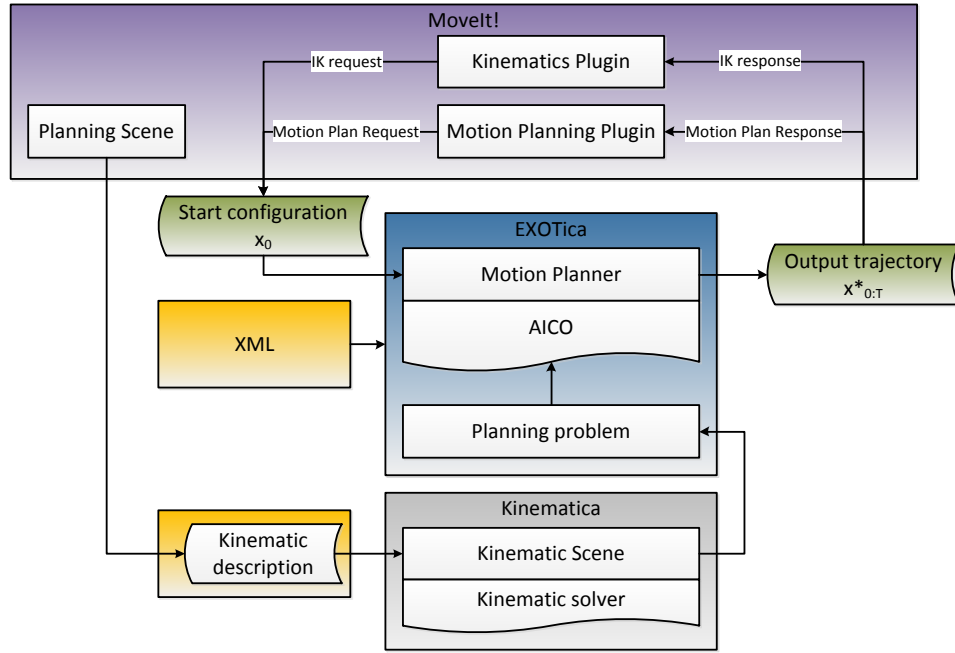 MoveIt!
IK request
Kinematics Plugin
IK response
Planning Scene
Motion Plan Request
Motion Planning Plugin
Motion Plan Response
Start configuration
x₀
EXOTica
Motion Planner
Output trajectory
x*₀:T
XML
AICO
Planning problem
Kinematica
Kinematic
description
Kinematic Scene
Kinematic solver